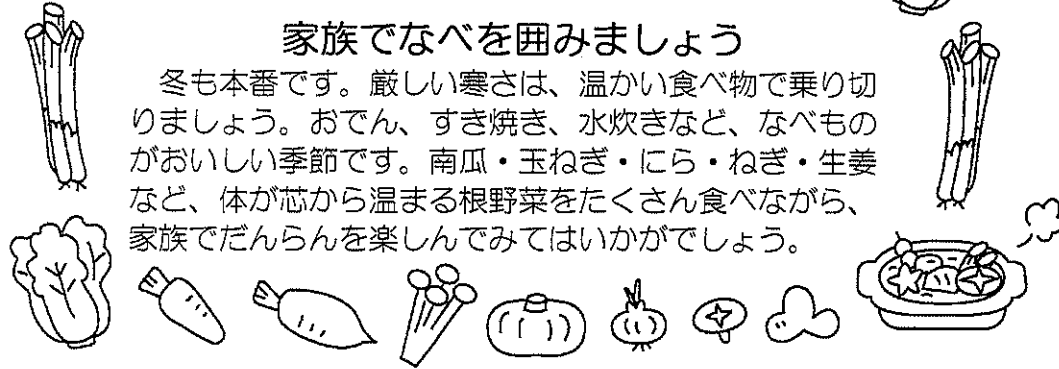 家族でなべを囲みましょう
　冬も本番です。厳しい寒さは、温かい食べ物で乗り切
りましょう。おでん、すき焼き、水炊きなど、なべもの
がおいしい季節です。南瓜・玉ねぎ・にら・ねぎ・生姜
など、体が芯から温まる根野菜をたくさん食べながら、
家族でだんらんを楽しんでみてはいかがでしょう。